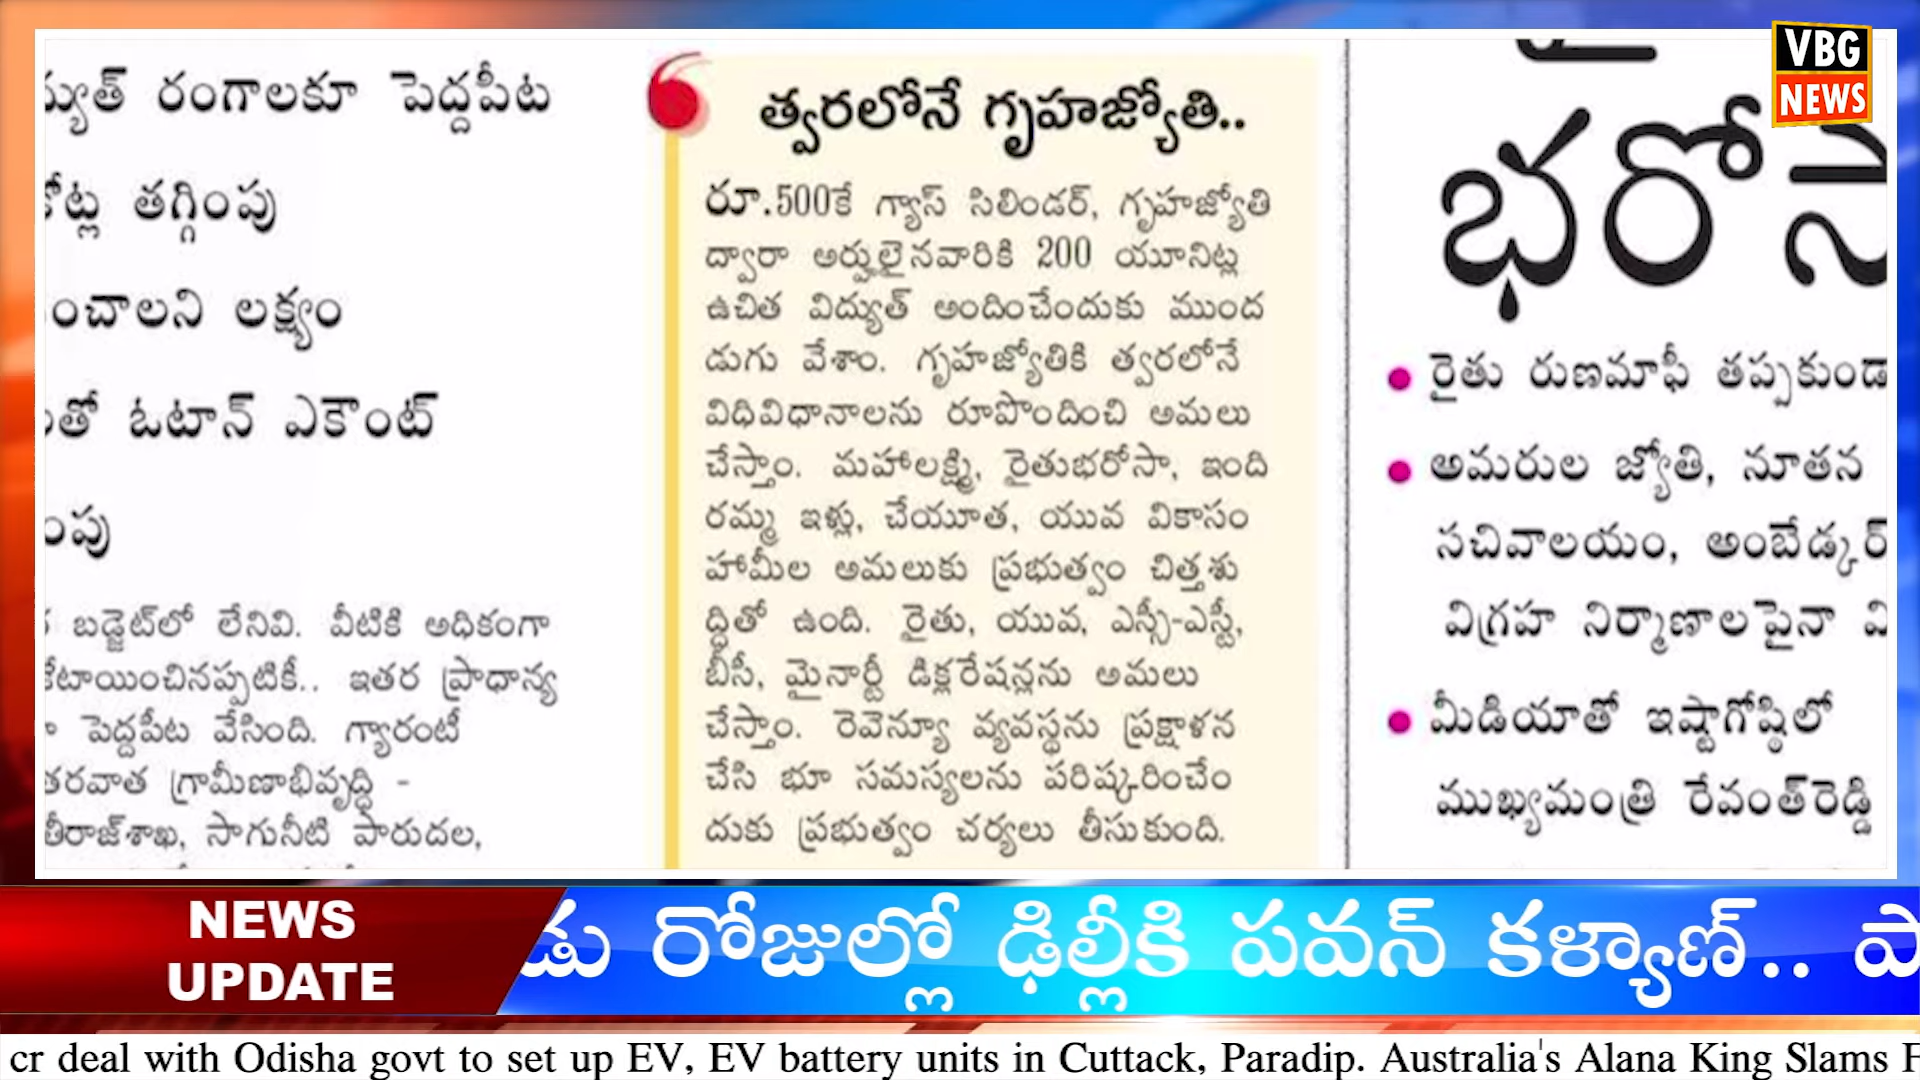 రంగాలకూ పెద్దపీట
తగ్గింపు
లక్ష్యం
ఓటాన్ ఎకౌంట్
బడ్జెట్‌లో లేనివి. వీటికి అధికంగా
ఇతర ప్రాధాన్య
పెద్దపీట వేసింది. గ్యారంటీ
తరవాత గ్రామీణాభివృద్ధి -
సాగునీటి పారుదల,
త్వరలోనే గృహజ్యోతి..
రూ.500కే గ్యాస్ సిలిండర్, గృహజ్యోతి
ద్వారా అర్హులైనవారికి 200 యూనిట్ల
ఉచిత విద్యుత్ అందించేందుకు ముంద
డుగు వేశాం. గృహజ్యోతికి త్వరలోనే
విధివిధానాలను రూపొందించి అమలు
చేస్తాం. మహాలక్ష్మి, రైతుభరోసా, ఇంది
రమ్మ ఇళ్లు, చేయూత, యువ వికాసం
హామీల అమలుకు ప్రభుత్వం చిత్తశు
ద్ధితో ఉంది. రైతు, యువ, ఎస్సీ-ఎస్టీ,
బీసీ, మైనార్టీ డిక్లరేషన్లను అమలు
చేస్తాం. రెవెన్యూ వ్యవస్థను ప్రక్షాళన
చేసి భూ సమస్యలను పరిష్కరించేం
దుకు ప్రభుత్వం చర్యలు తీసుకుంది.
భరోసా
• రైతు రుణమాఫీ తప్పకుండా
• అమరుల జ్యోతి, నూతన
సచివాలయం, అంబేడ్కర్
విగ్రహ నిర్మాణాలపైనా వి
• మీడియాతో ఇష్టాగోష్ఠిలో
ముఖ్యమంత్రి రేవంత్‌రెడ్డి
VBG
NEWS
NEWS
UPDATE
డు రోజుల్లో ఢిల్లీకి పవన్ కళ్యాణ్.. పొ
cr deal with Odisha govt to set up EV, EV battery units in Cuttack, Paradip. Australia's Alana King Slams F